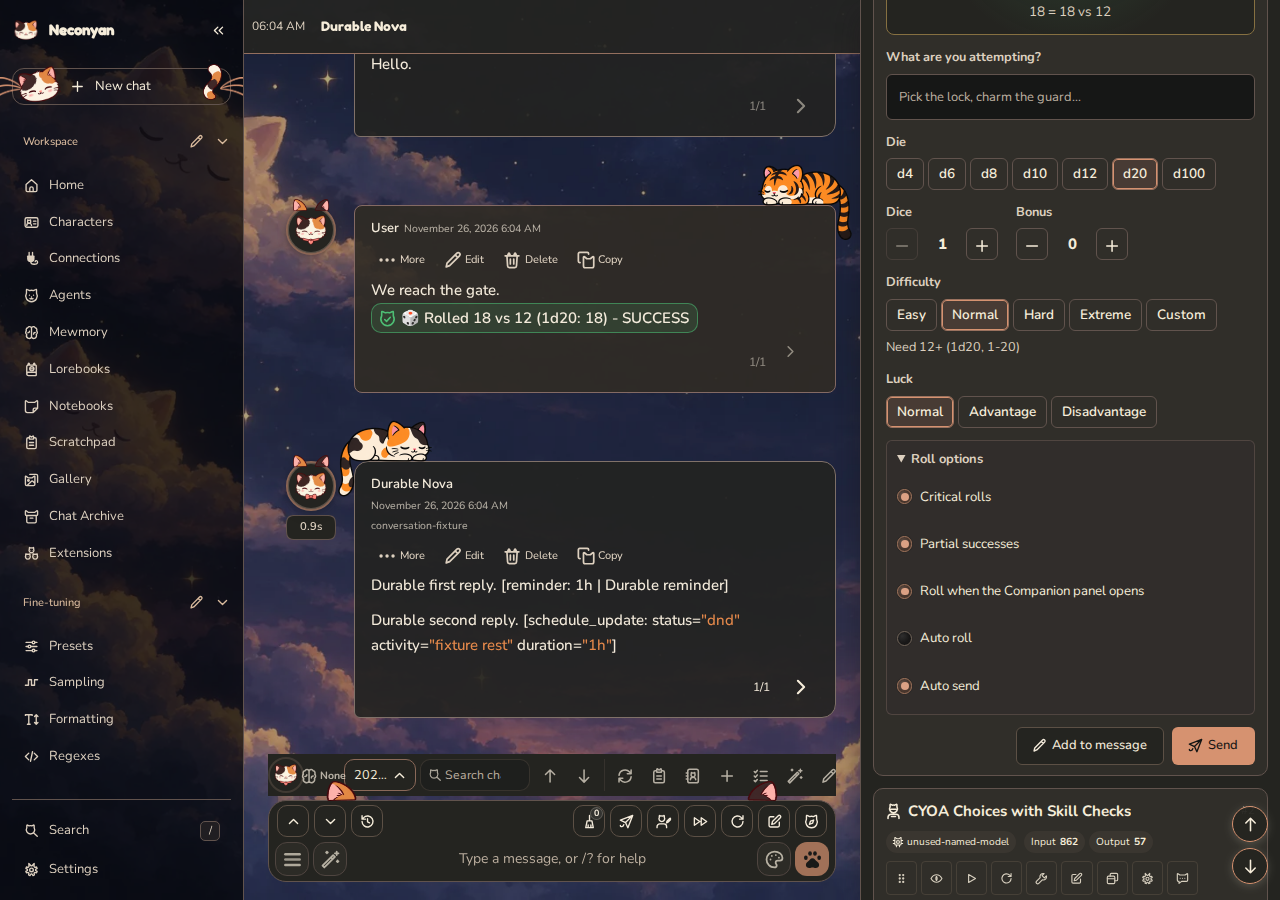 Neconyan
New chat
Workspace
Home
Characters
Connections
Agents
Mewmory
Lorebooks
Notebooks
Scratchpad
Gallery
Chat Archive
Extensions
Fine-tuning
Presets
Sampling
Formatting
Regexes
Search /
Settings
06:04 AM Durable Nova
Hello.
1/1
User November 26, 2026 6:04 AM
More Edit Delete Copy
We reach the gate.
Rolled 18 vs 12 (1d20: 18) - SUCCESS
1/1
0.9s
Durable Nova
November 26, 2026 6:04 AM
conversation-fixture
More Edit Delete Copy
Durable first reply. [reminder: 1h | Durable reminder]
Durable second reply. [schedule_update: status="dnd"
activity="fixture rest" duration="1h"]
1/1
None 202... Search ch
0
Type a message, or /? for help
18 = 18 vs 12
What are you attempting?
Pick the lock, charm the guard...
Die
d4 d6 d8 d10 d12 d20 d100
Dice Bonus
1 0
Difficulty
Easy Normal Hard Extreme Custom
Need 12+ (1d20, 1-20)
Luck
Normal Advantage Disadvantage
Roll options
Critical rolls
Partial successes
Roll when the Companion panel opens
Auto roll
Auto send
Add to message Send
CYOA Choices with Skill Checks
unused-named-model Input 862 Output 57